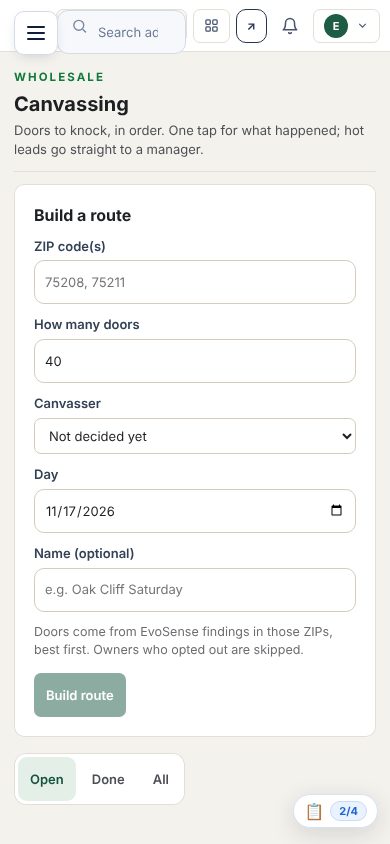 Search ad
E
WHOLESALE
Canvassing
Doors to knock, in order. One tap for what happened; hot
leads go straight to a manager.
Build a route
ZIP code(s)
75208, 75211
How many doors
40
Canvasser
Not decided yet
Day
11/17/2026
Name (optional)
e.g. Oak Cliff Saturday
Doors come from EvoSense findings in those ZIPs,
best first. Owners who opted out are skipped.
Build route
Open Done All
2/4